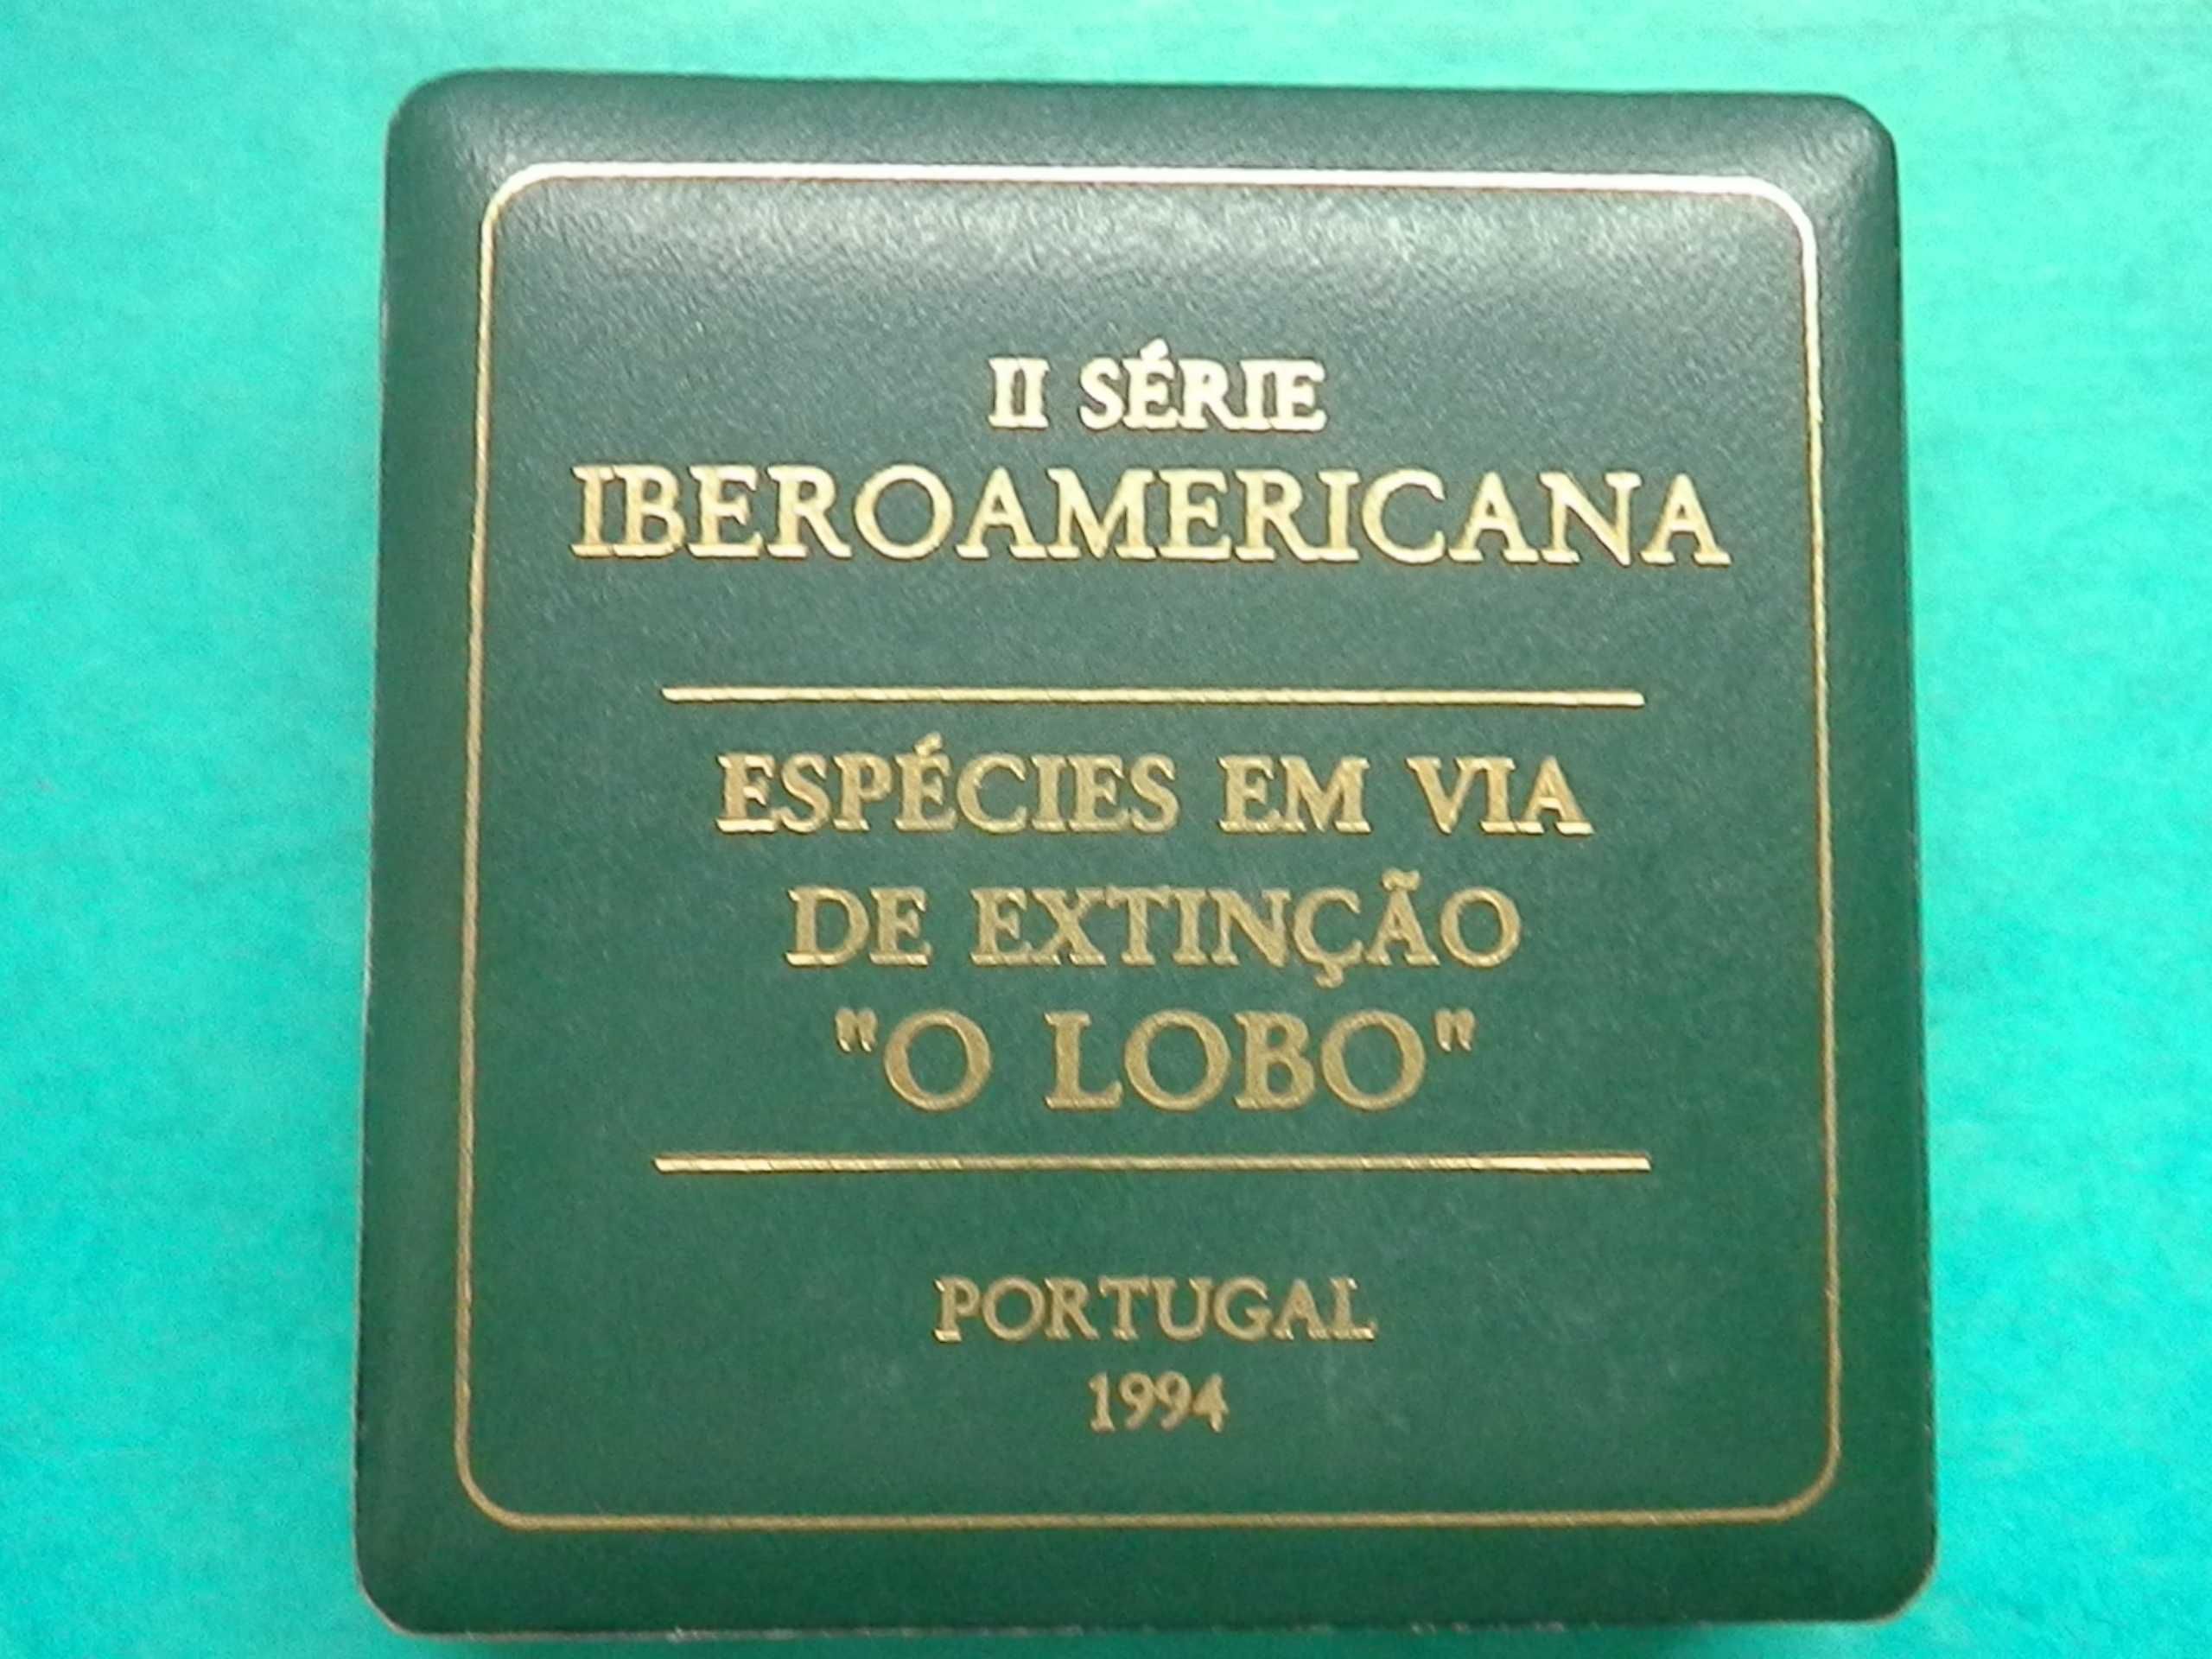 II SÉRIE
IBEROAMERICANA
ESPÉCIES EM VIA
DE EXTINÇÃO
"O LOBO"
PORTUGAL
1994